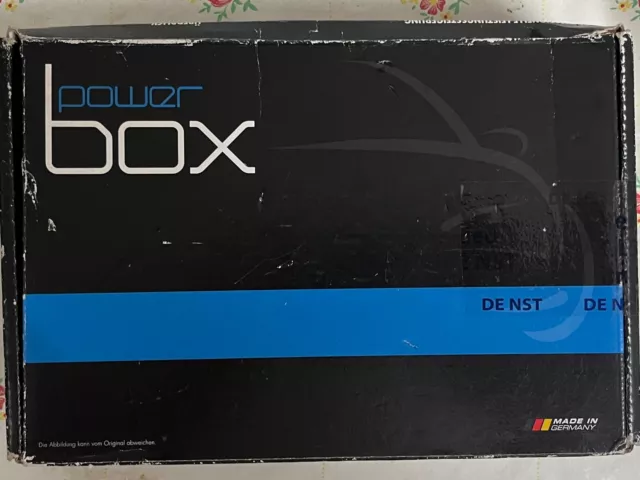 power
box
DE NST
DE N
MADE IN
GERMANY
Die Abbildung kann vom Original abweichen.